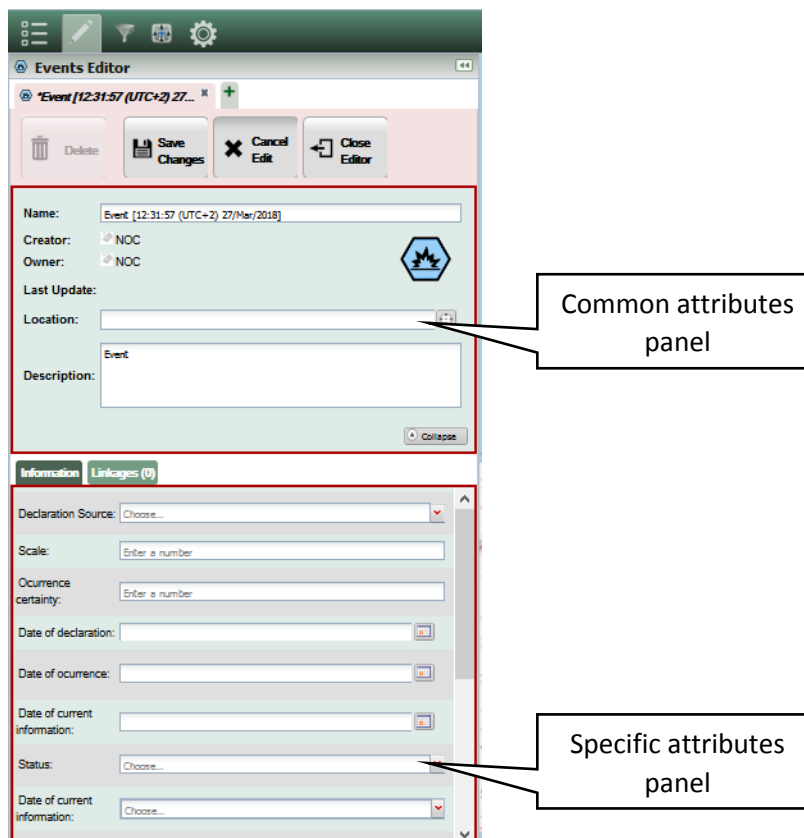 Events Editor
*Event [12:31:57 (UTC+2) 27...
Delete
Save
Changes
Cancel
Edit
Close
Editor
Name:
Event [12:31:57 (UTC+2) 27/Mar/2018]
Creator:
NOC
Owner:
NOC
Last Update:
Location:
Description:
Event
Collapse
Common attributes
panel
Information
Linkages (0)
Declaration Source:
Choose...
Scale:
Enter a number
Ocurrence
certainty:
Enter a number
Date of declaration:
Date of ocurrence:
Date of current
information:
Status:
Choose...
Date of current
information:
Choose...
Specific attributes
panel